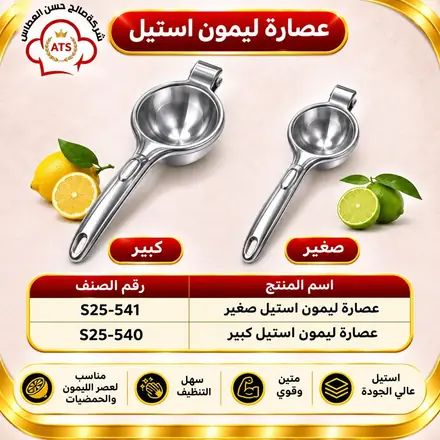 عصارة ليمون استيل
شركة صالح حسن العطاس
ATS
كبير
صغير
اسم المنتج رقم الصنف
عصارة ليمون استيل صغير S25-541
عصارة ليمون استيل كبير S25-540
استيل
عالي الجودة
متين
وقوي
سهل
التنظيف
مناسب
لعصر الليمون
والحمضيات